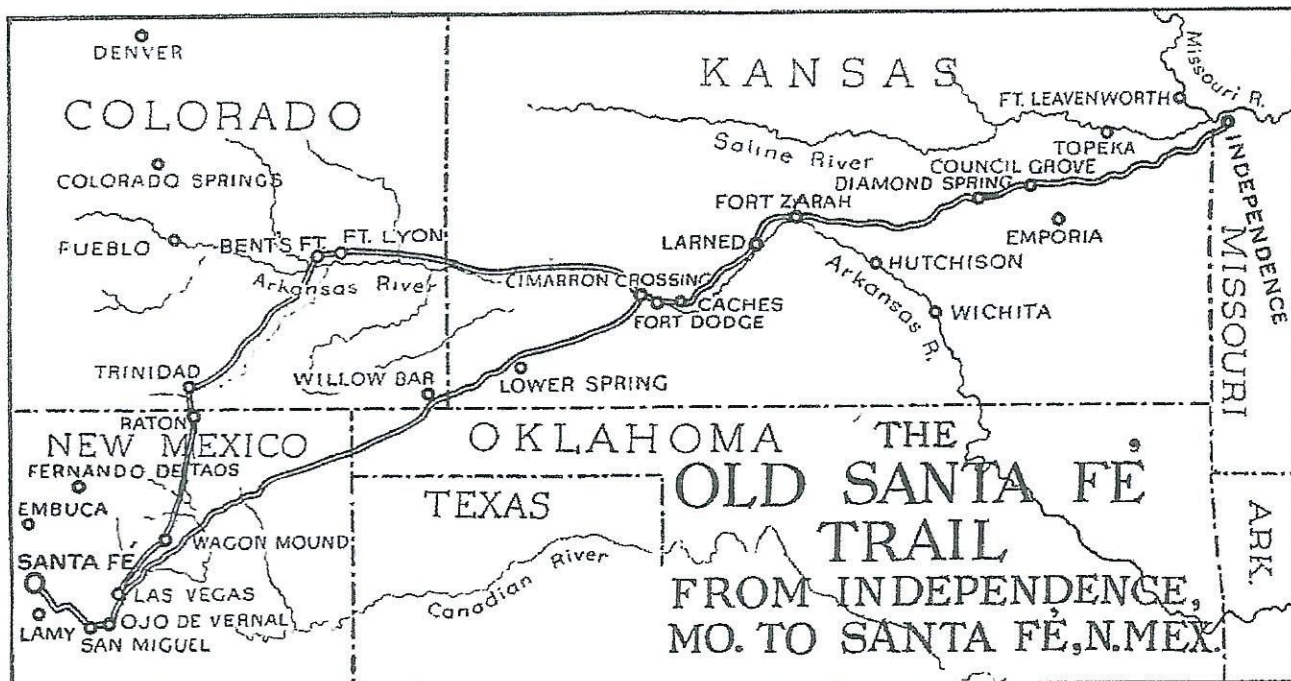 DENVER
COLORADO
COLORADO SPRINGS
PUEBLO
BENT'S FT.
FT. LYON
Arkansas River
TRINIDAD
WILLOW BAR
KANSAS
Saline River
FT. LEAVENWORTH
Missouri R.
TOPEKA
COUNCIL GROVE
DIAMOND SPRING
INDEPENDENCE
MISSOURI
FORT ZARAH
EMPORIA
LARNED
HUTCHISON
CIMARRON CROSSING
CACHES
FORT DODGE
Arkansas R.
WICHITA
LOWER SPRING
RATON
NEW MEXICO
FERNANDO DE TAOS
EMBUCA
WAGON MOUND
SANTA FÉ
LAS VEGAS
OJO DE VERNAL
LAMY
SAN MIGUEL
OKLAHOMA
TEXAS
Canadian River
ARK.
THE
OLD SANTA FÉ
TRAIL
FROM INDEPENDENCE,
MO. TO SANTA FÉ, N.MEX.